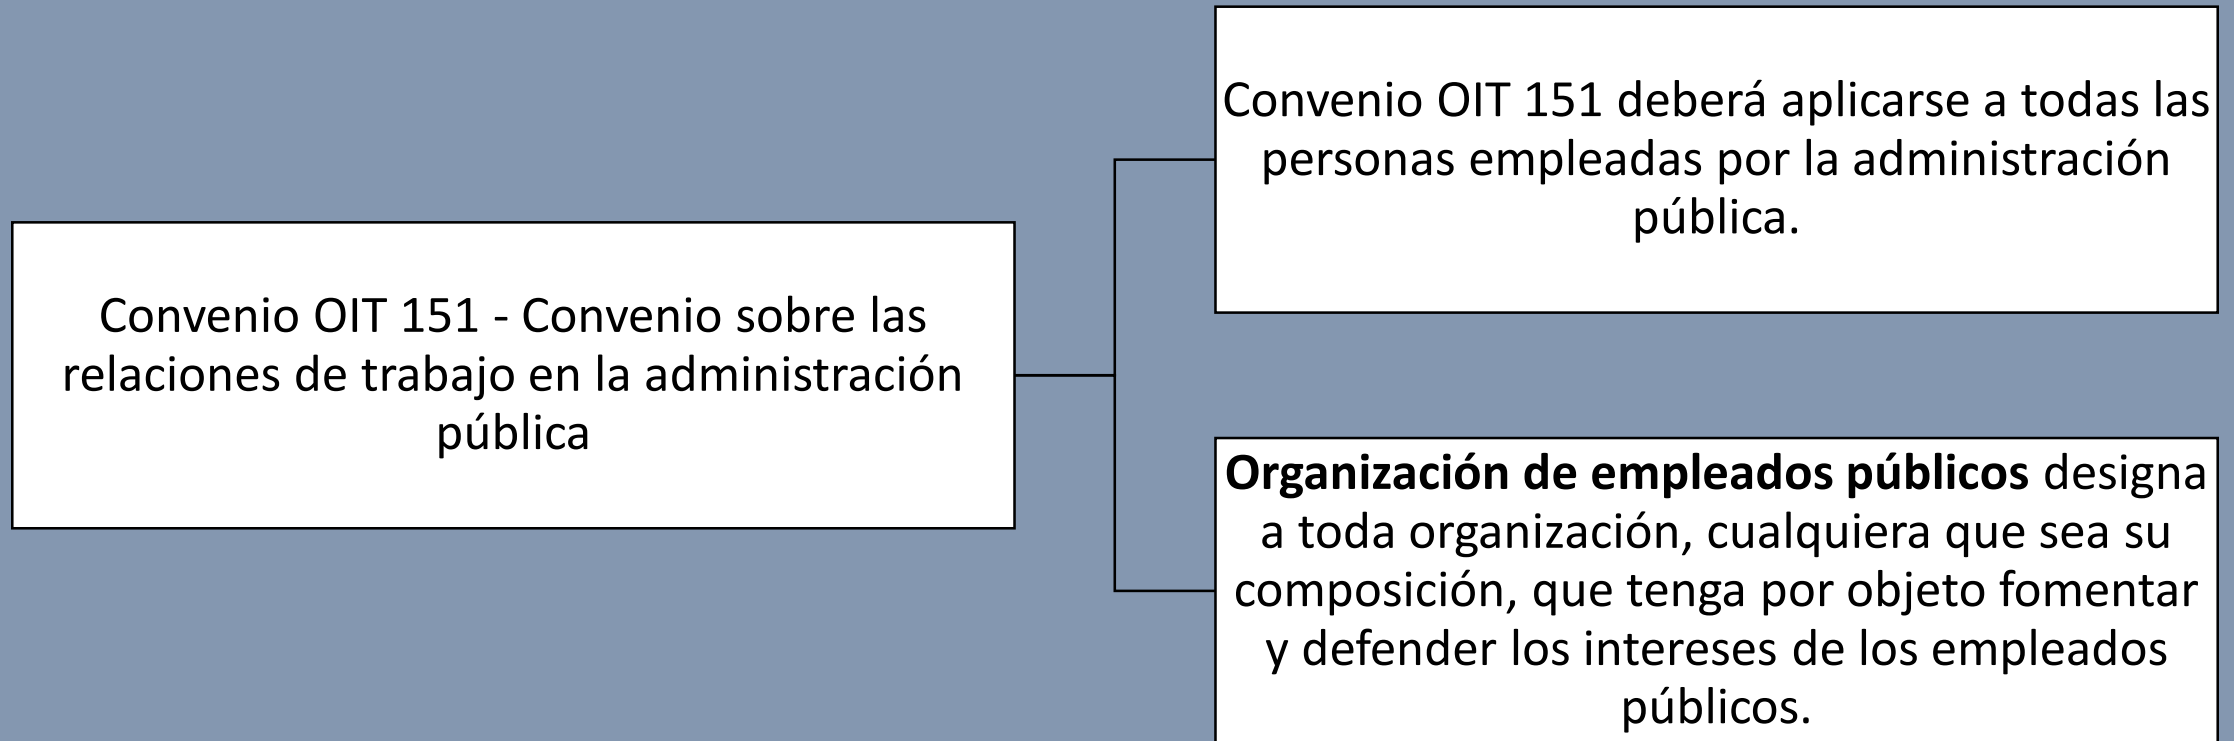 Convenio OIT 151 - Convenio sobre las
relaciones de trabajo en la administración
pública
Convenio OIT 151 deberá aplicarse a todas las
personas empleadas por la administración
pública.
Organización de empleados públicos designa
a toda organización, cualquiera que sea su
composición, que tenga por objeto fomentar
y defender los intereses de los empleados
públicos.